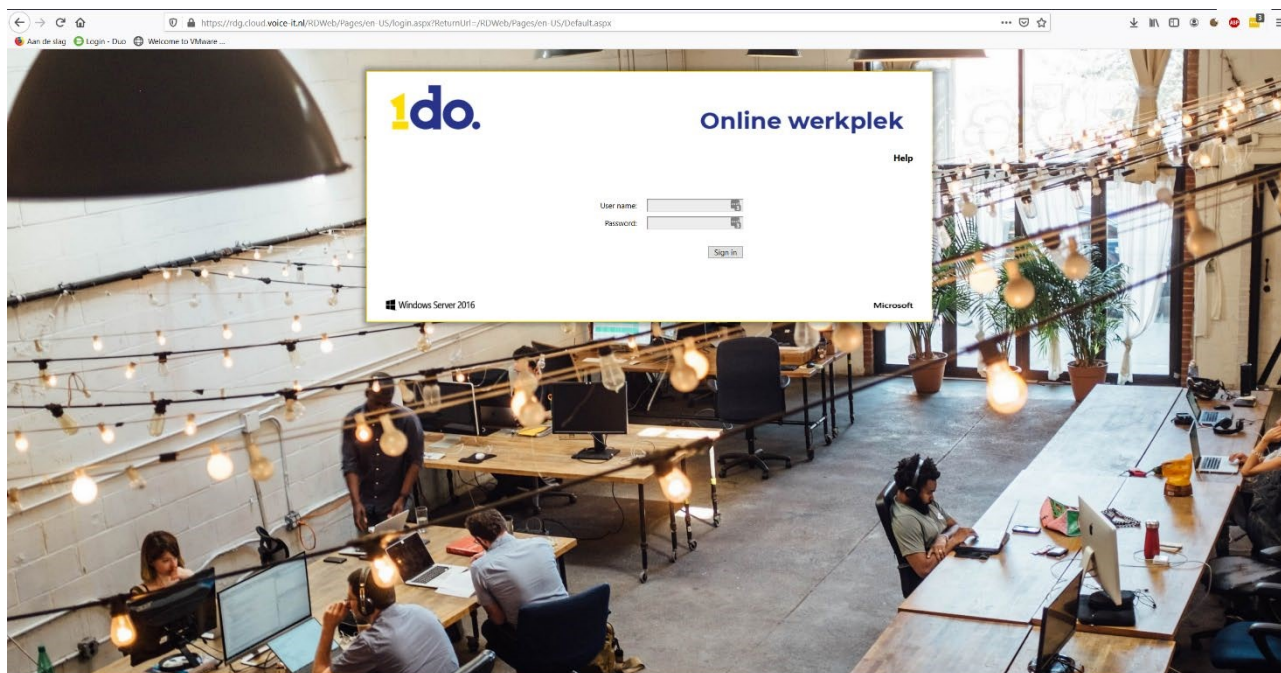 https://rdg.cloud.voice-it.nl/RDWeb/Pages/en-US/login.aspx?ReturnUrl=/RDWeb/Pages/en-US/Default.aspx
Aan de slag Login - Duo Welcome to VMware ...
1do.
Online werkplek
Help
User name:
Password:
Sign in
Windows Server 2016
Microsoft